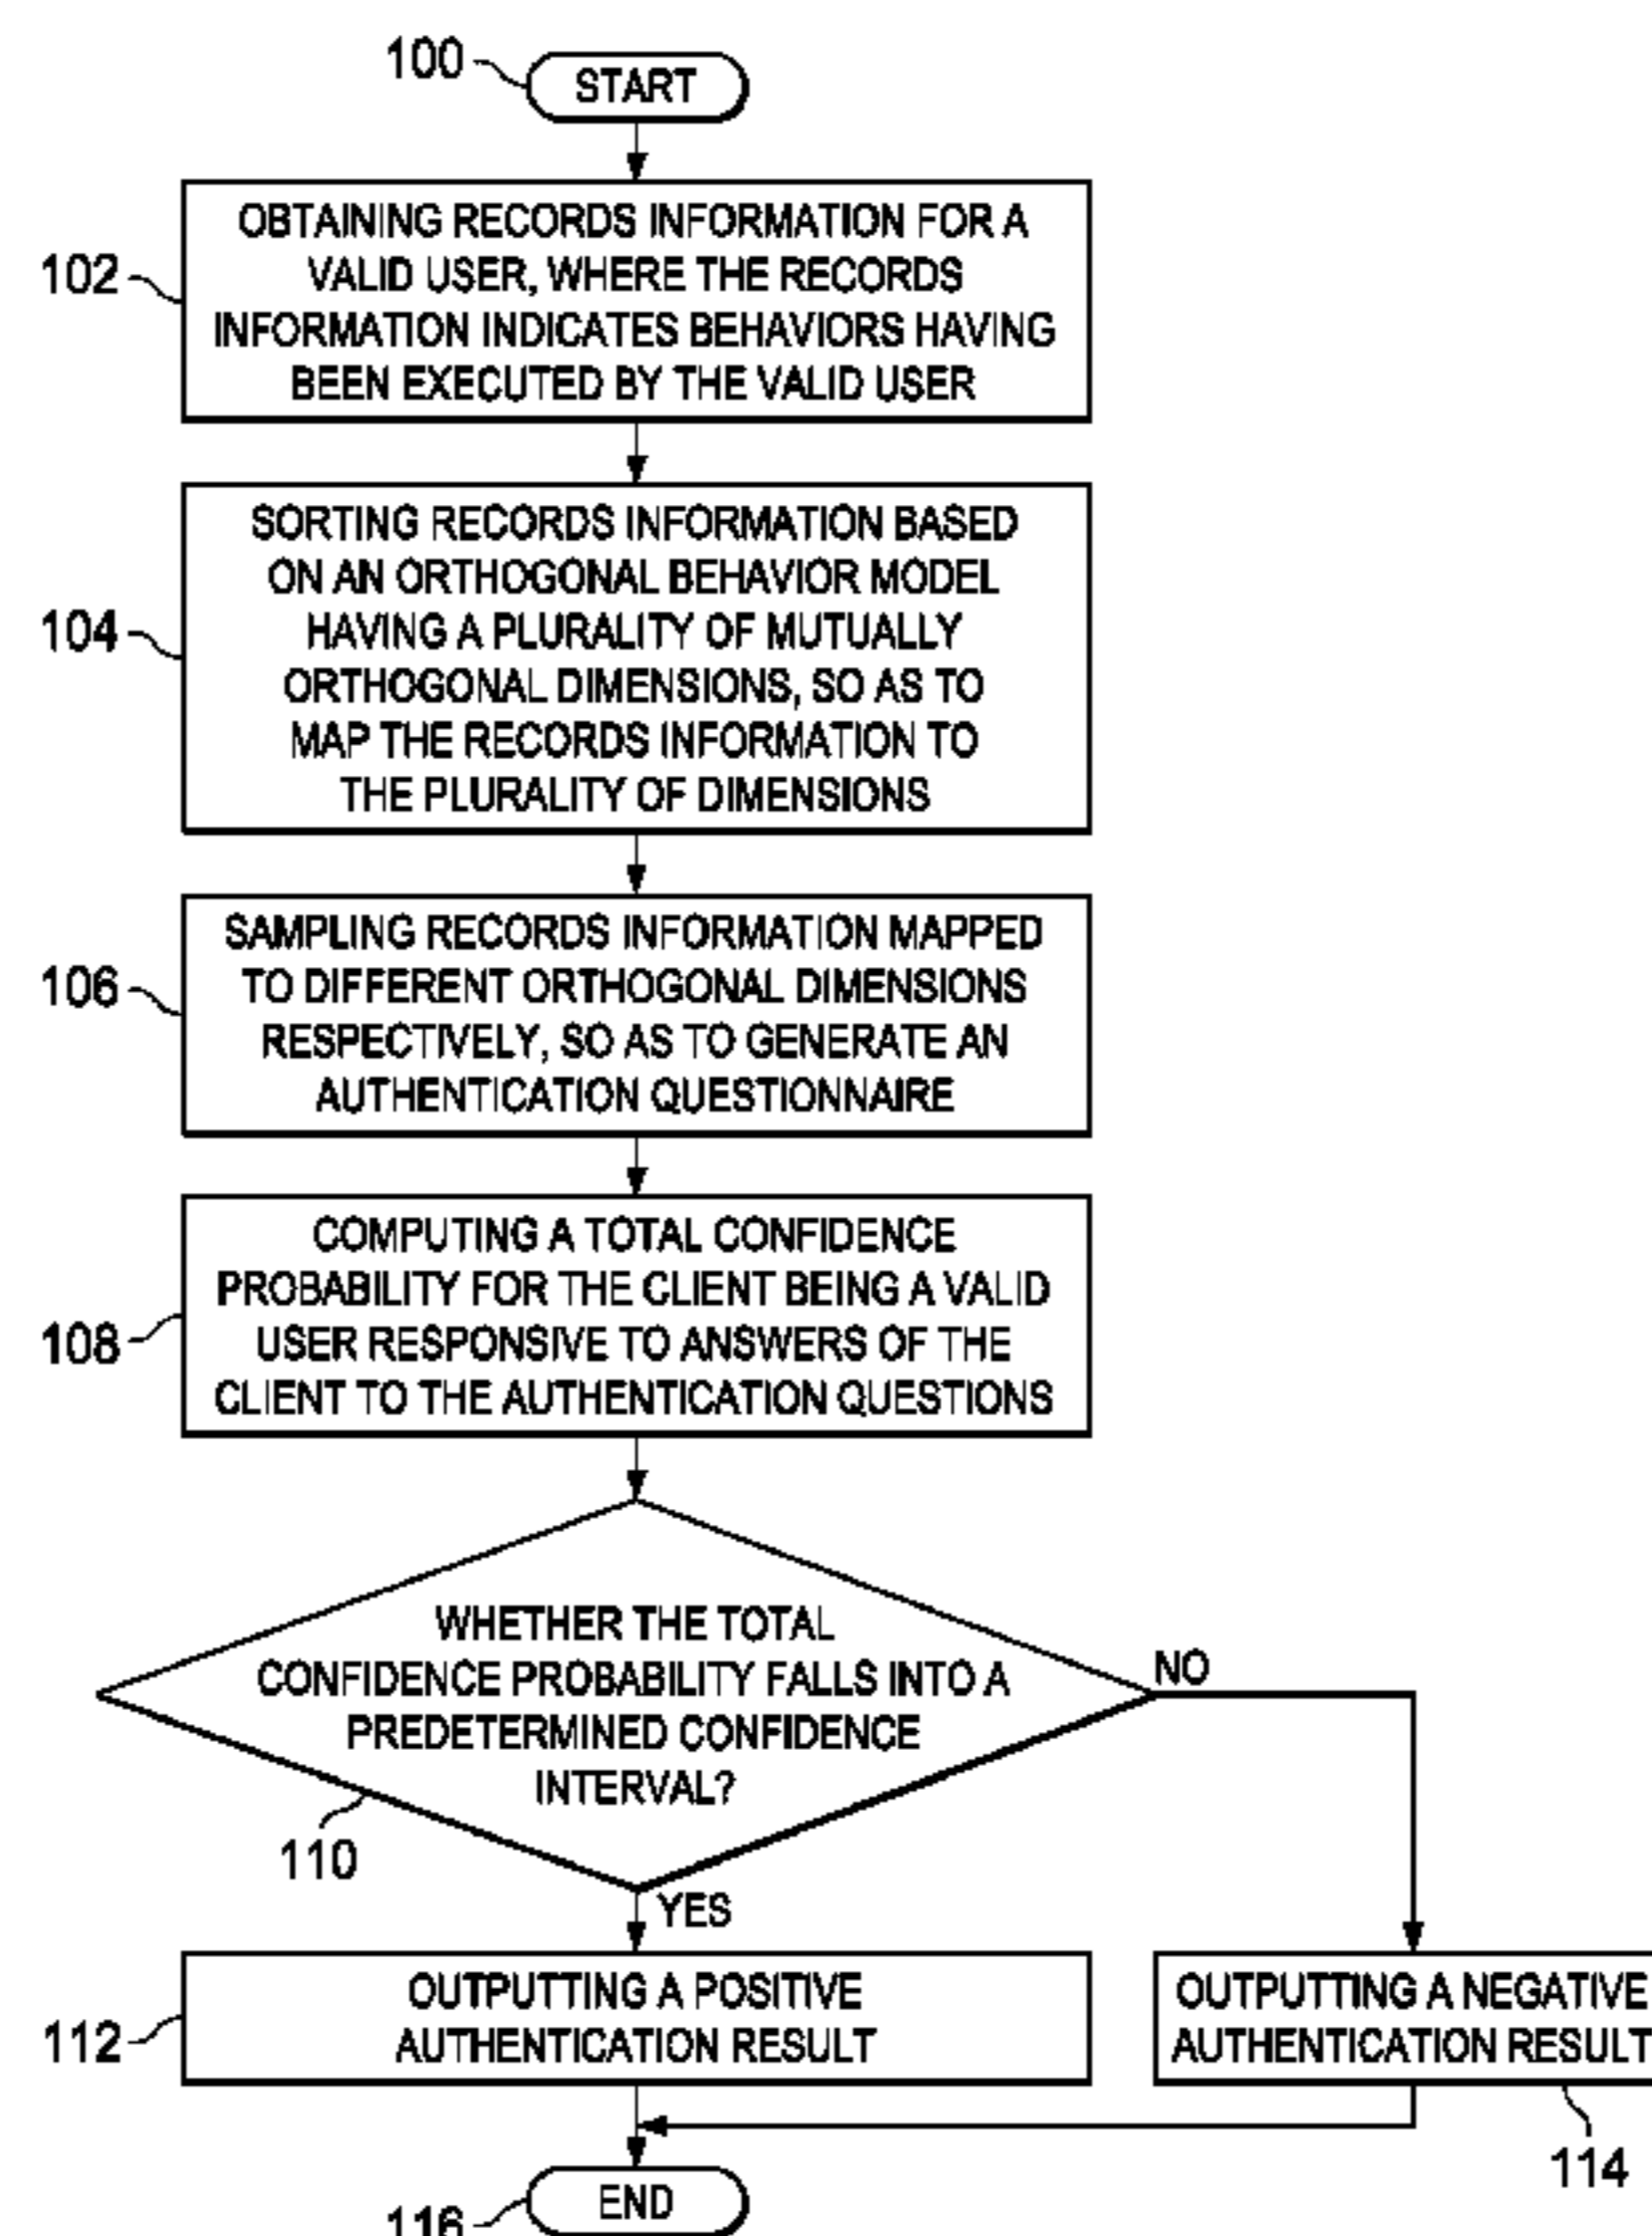 100
START
102
OBTAINING RECORDS INFORMATION FOR A
VALID USER, WHERE THE RECORDS
INFORMATION INDICATES BEHAVIORS HAVING
BEEN EXECUTED BY THE VALID USER
104
SORTING RECORDS INFORMATION BASED
ON AN ORTHOGONAL BEHAVIOR MODEL
HAVING A PLURALITY OF MUTUALLY
ORTHOGONAL DIMENSIONS, SO AS TO
MAP THE RECORDS INFORMATION TO
THE PLURALITY OF DIMENSIONS
106
SAMPLING RECORDS INFORMATION MAPPED
TO DIFFERENT ORTHOGONAL DIMENSIONS
RESPECTIVELY, SO AS TO GENERATE AN
AUTHENTICATION QUESTIONNAIRE
108
COMPUTING A TOTAL CONFIDENCE
PROBABILITY FOR THE CLIENT BEING A VALID
USER RESPONSIVE TO ANSWERS OF THE
CLIENT TO THE AUTHENTICATION QUESTIONS
WHETHER THE TOTAL
CONFIDENCE PROBABILITY FALLS INTO A
PREDETERMINED CONFIDENCE
INTERVAL?
NO
110
YES
112
OUTPUTTING A POSITIVE
AUTHENTICATION RESULT
OUTPUTTING A NEGATIVE
AUTHENTICATION RESULT
114
116
END